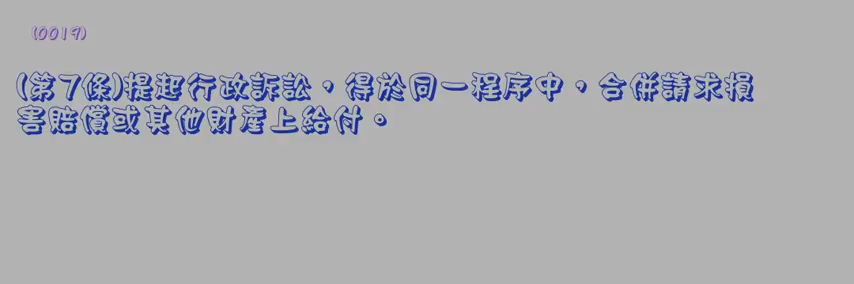 (0019)
(第7條)提起行政訴訟，得於同一程序中，合併請求損
害賠償或其他財產上給付。